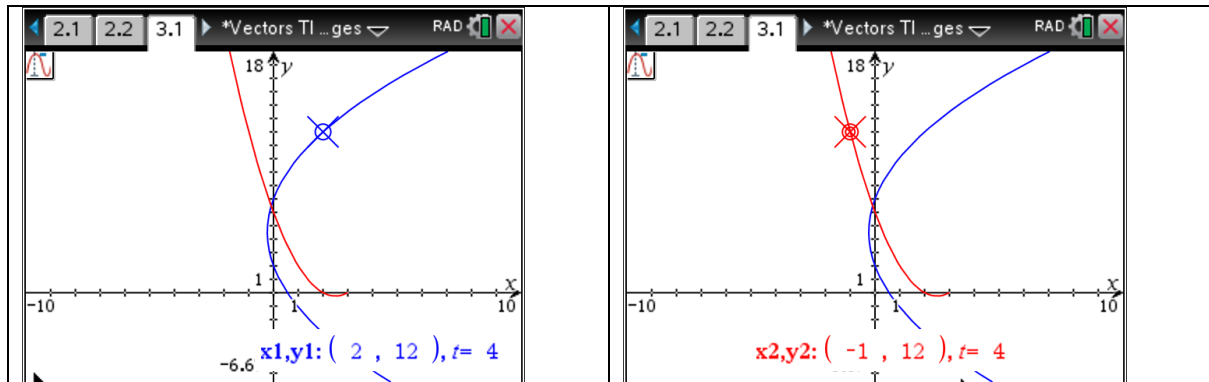 2.1 2.2 3.1 *Vectors TI ...ges RAD
18 y
1
x
-10 1 10
x1,y1: ( 2 , 12 ), t= 4
-6.6
2.1 2.2 3.1 *Vectors TI ...ges RAD
18 y
1
x
-10 1 10
x2,y2: ( -1 , 12 ), t= 4